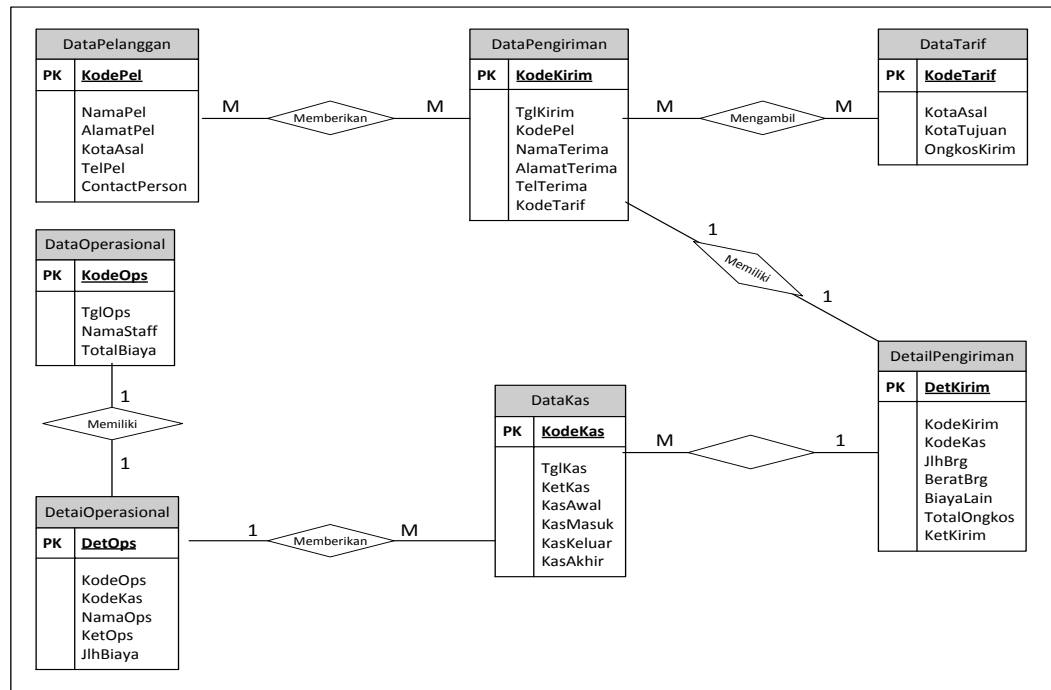 DataPelanggan
PK KodePel
NamaPel
AlamatPel
KotaAsal
TelPel
ContactPerson
M
Memberikan
M
DataPengiriman
PK KodeKirim
TglKirim
KodePel
NamaTerima
AlamatTerima
TelTerima
KodeTarif
M
Mengambil
M
DataTarif
PK KodeTarif
KotaAsal
KotaTujuan
OngkosKirim
1
Memiliki
1
DataOperasional
PK KodeOps
TglOps
NamaStaff
TotalBiaya
1
Memiliki
1
DetaiOperasional
PK DetOps
KodeOps
KodeKas
NamaOps
KetOps
JlhBiaya
1
Memberikan
M
DataKas
PK KodeKas
TglKas
KetKas
KasAwal
KasMasuk
KasKeluar
KasAkhir
M
1
DetailPengiriman
PK DetKirim
KodeKirim
KodeKas
JlhBrg
BeratBrg
BiayaLain
TotalOngkos
KetKirim